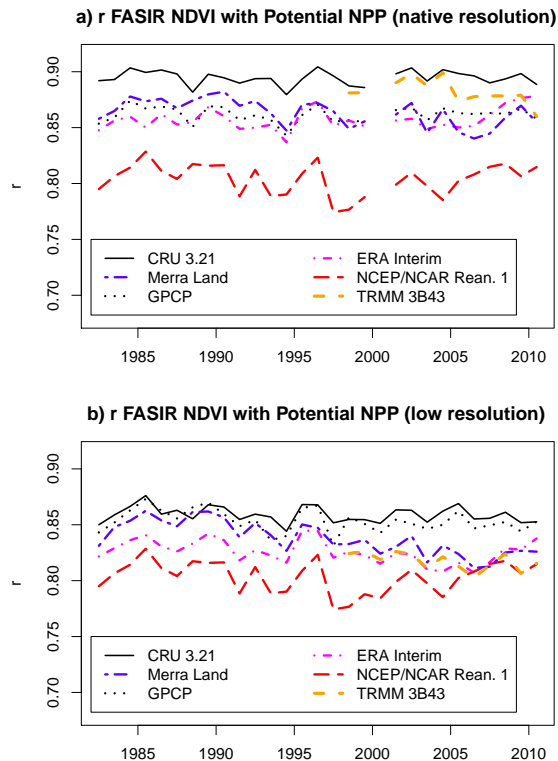 a) r FASIR NDVI with Potential NPP (native resolution)
0.90
0.85
0.80
0.75
0.70
r
CRU 3.21
Merra Land
GPCP
ERA Interim
NCEP/NCAR Rean. 1
TRMM 3B43
1985
1990
1995
2000
2005
2010
b) r FASIR NDVI with Potential NPP (low resolution)
0.90
0.85
0.80
0.75
0.70
r
CRU 3.21
Merra Land
GPCP
ERA Interim
NCEP/NCAR Rean. 1
TRMM 3B43
1985
1990
1995
2000
2005
2010